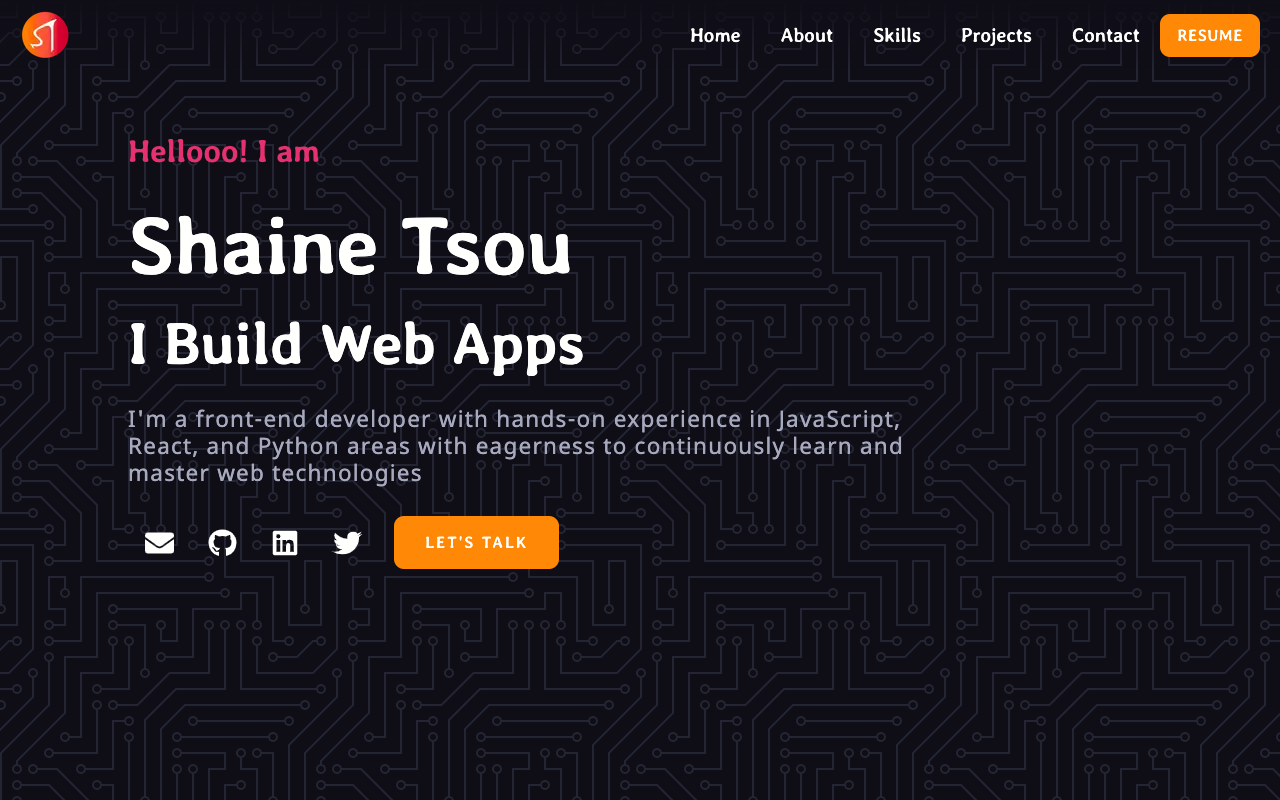 Home About Skills Projects Contact RESUME
Hellooo! I am
Shaine Tsou
I Build Web Apps
I'm a front-end developer with hands-on experience in JavaScript,
React, and Python areas with eagerness to continuously learn and
master web technologies
LET'S TALK